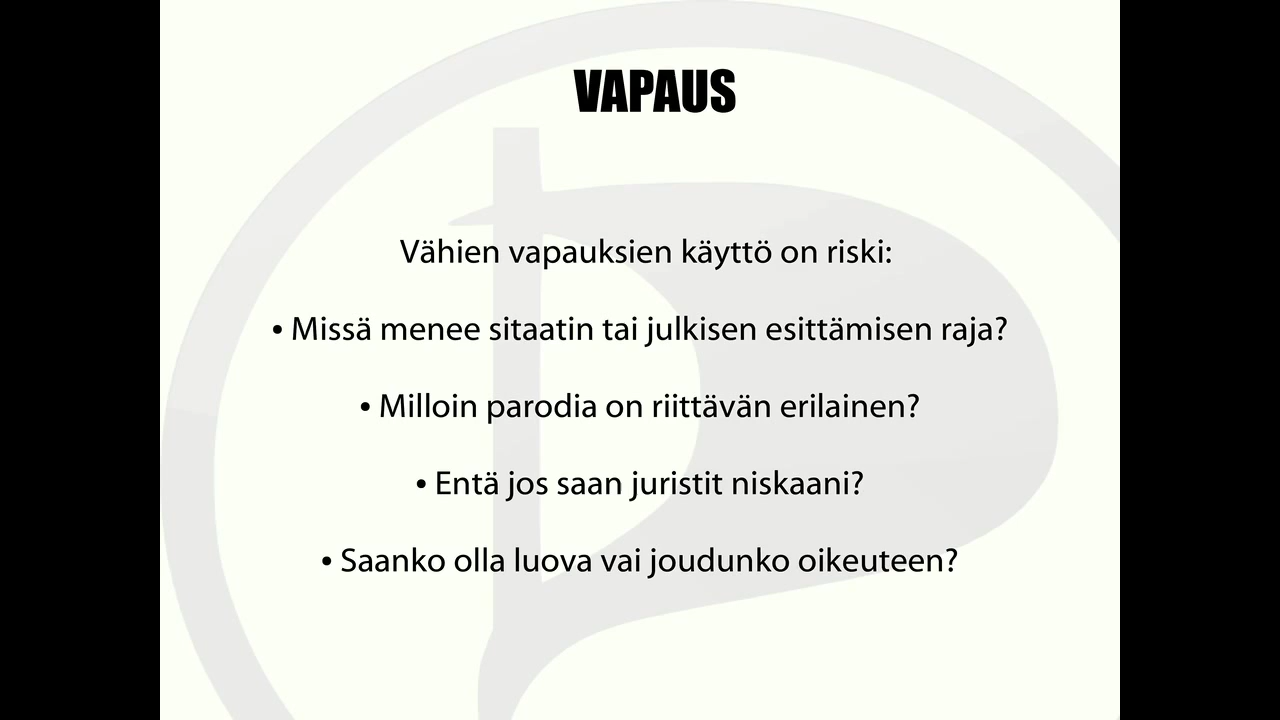 VAPAUS
Vähien vapauksien käyttö on riski:
• Missä menee sitaatin tai julkisen esittämisen raja?
• Milloin parodia on riittävän erilainen?
• Entä jos saan juristit niskaani?
• Saanko olla luova vai joudunko oikeuteen?